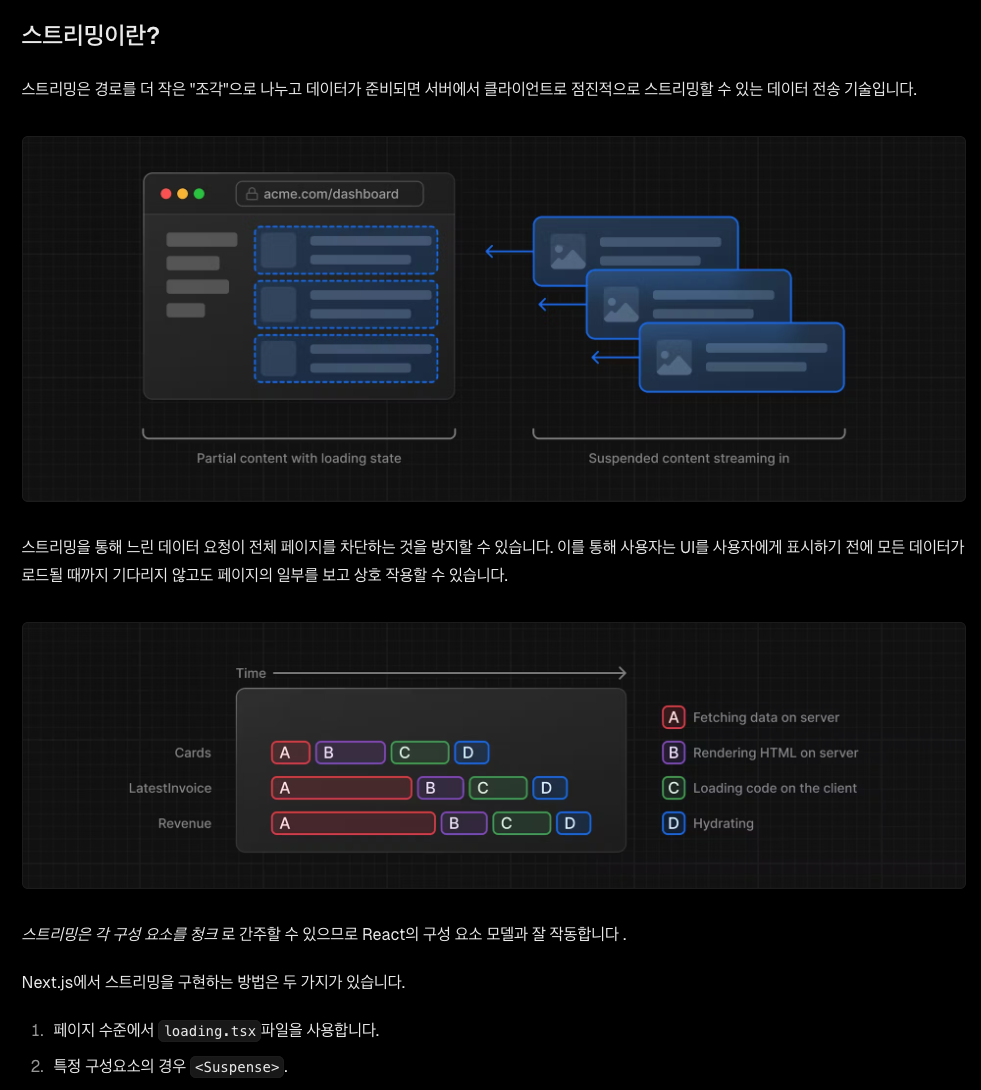 스트리밍이란?
스트리밍은 경로를 더 작은 "조각"으로 나누고 데이터가 준비되면 서버에서 클라이언트로 점진적으로 스트리밍할 수 있는 데이터 전송 기술입니다.
acme.com/dashboard
Partial content with loading state
Suspended content streaming in
스트리밍을 통해 느린 데이터 요청이 전체 페이지를 차단하는 것을 방지할 수 있습니다. 이를 통해 사용자는 UI를 사용자에게 표시하기 전에 모든 데이터가
로드될 때까지 기다리지 않고도 페이지의 일부를 보고 상호 작용할 수 있습니다.
Time
Cards A B C D
LatestInvoice A B C D
Revenue A B C D
A Fetching data on server
B Rendering HTML on server
C Loading code on the client
D Hydrating
스트리밍은 각 구성 요소를 청크 로 간주할 수 있으므로 React의 구성 요소 모델과 잘 작동합니다 .
Next.js에서 스트리밍을 구현하는 방법은 두 가지가 있습니다.
1. 페이지 수준에서 loading.tsx 파일을 사용합니다.
2. 특정 구성요소의 경우 <Suspense>.